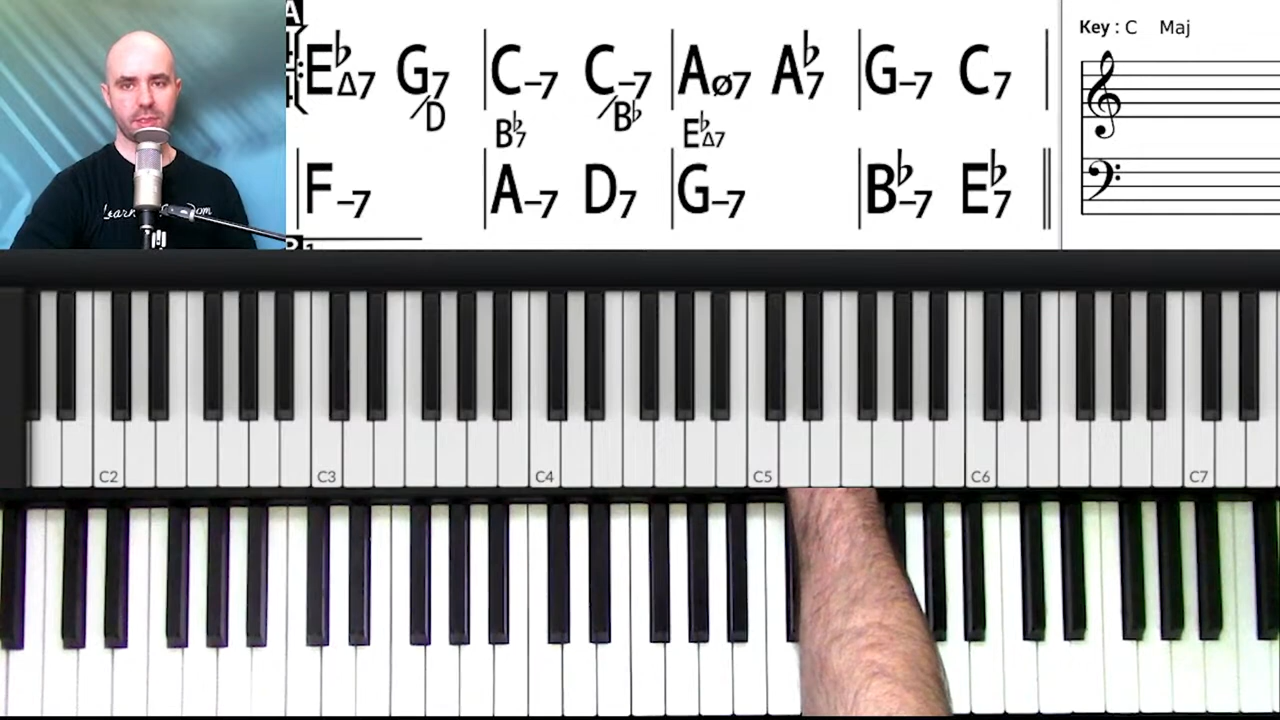 A
E♭Δ7 G7/D C–7 C–7/B♭ Aø7 A♭7 G–7 C7
B♭7 E♭Δ7
F–7 A–7 D7 G–7 B♭–7 E♭7
Key : C Maj
C2 C3 C4 C5 C6 C7